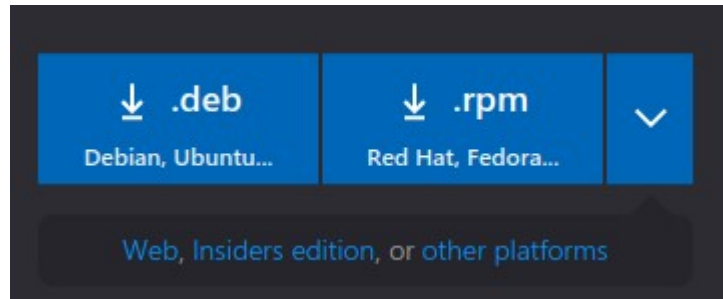 .deb
Debian, Ubuntu...
.rpm
Red Hat, Fedora...
Web, Insiders edition, or other platforms